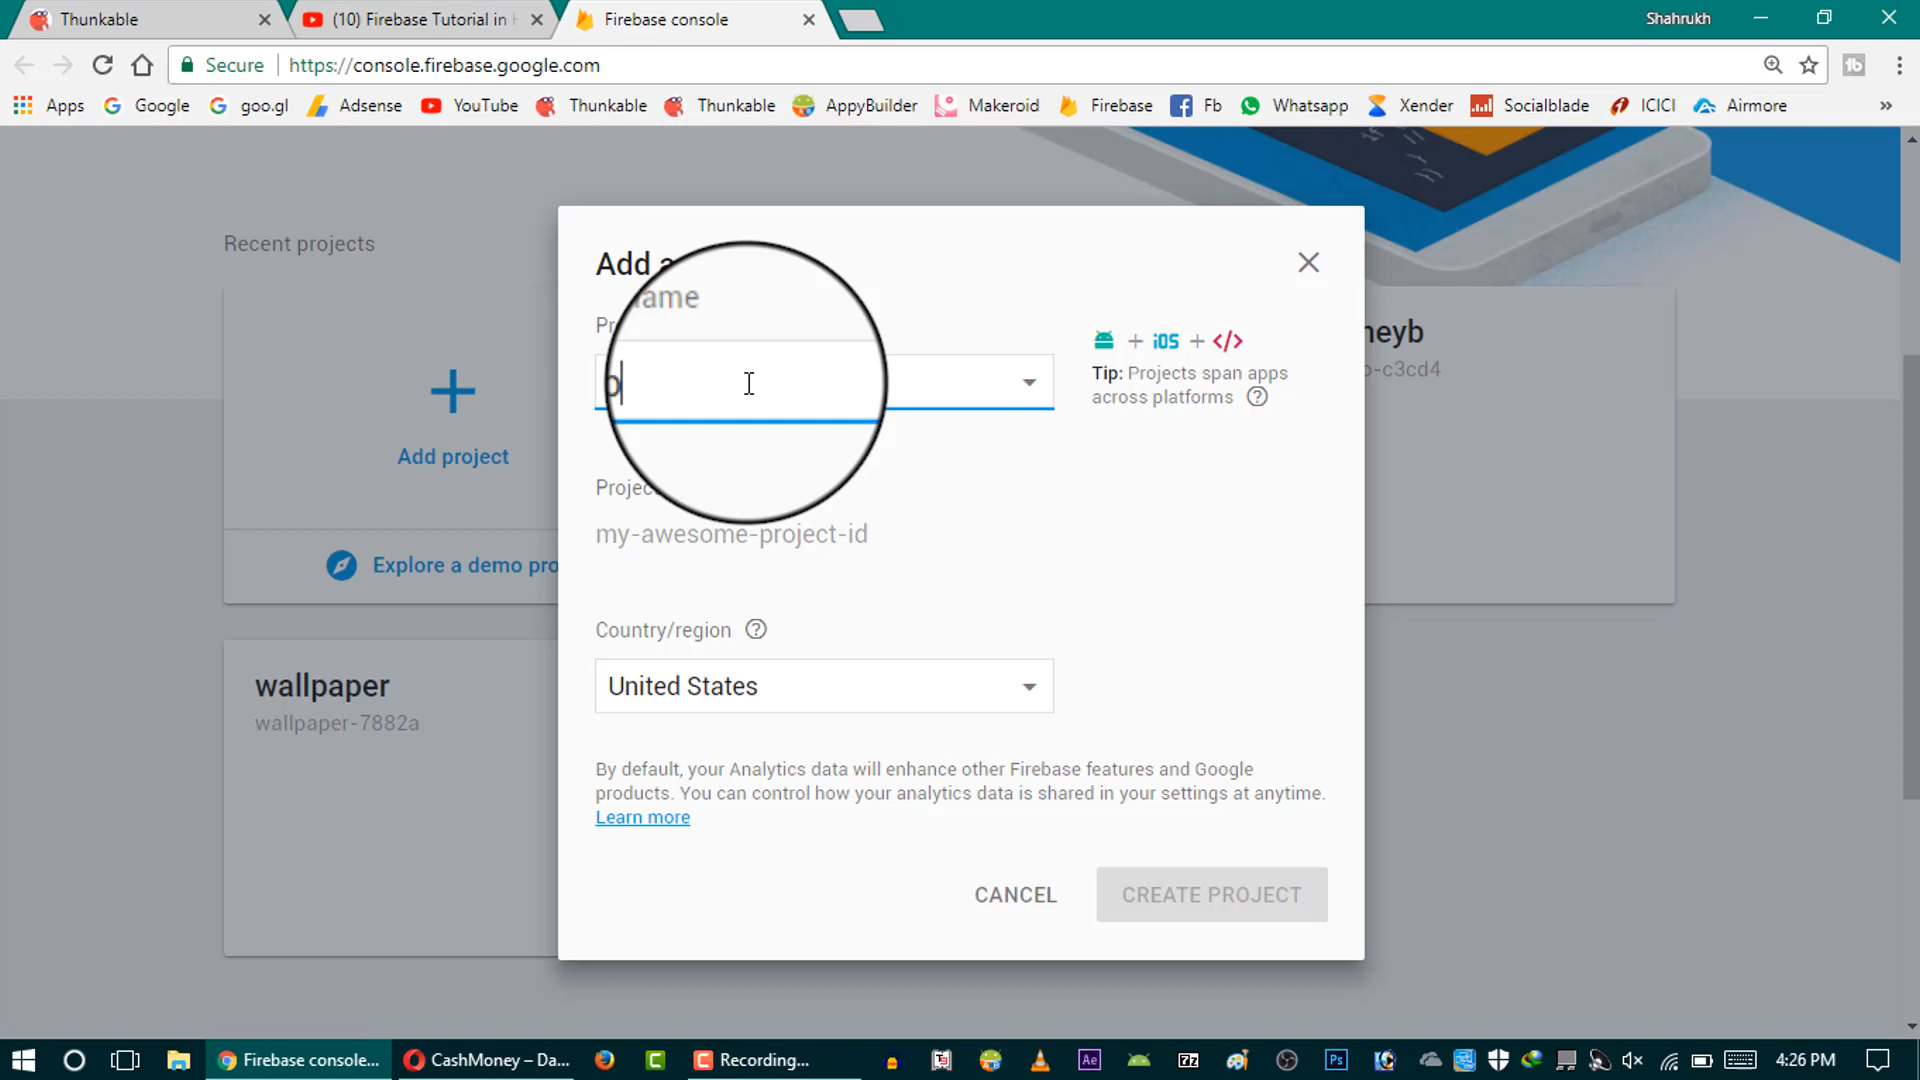 Thunkable
(10) Firebase Tutorial in
Firebase console
Shahrukh
Secure https://console.firebase.google.com
Apps Google goo.gl Adsense YouTube Thunkable Thunkable AppyBuilder Makeroid Firebase Fb Whatsapp Xender Socialblade ICICI Airmore »
Recent projects
Add project
Explore a demo pro
wallpaper
wallpaper-7882a
neyb
o-c3cd4
Add a
name
Pr
+ iOS + </>
Tip: Projects span apps
across platforms
Projec
my-awesome-project-id
Country/region
United States
By default, your Analytics data will enhance other Firebase features and Google
products. You can control how your analytics data is shared in your settings at anytime.
Learn more
CANCEL
CREATE PROJECT
Firebase console...
CashMoney – Da...
Recording...
Ae
Ps
4:26 PM